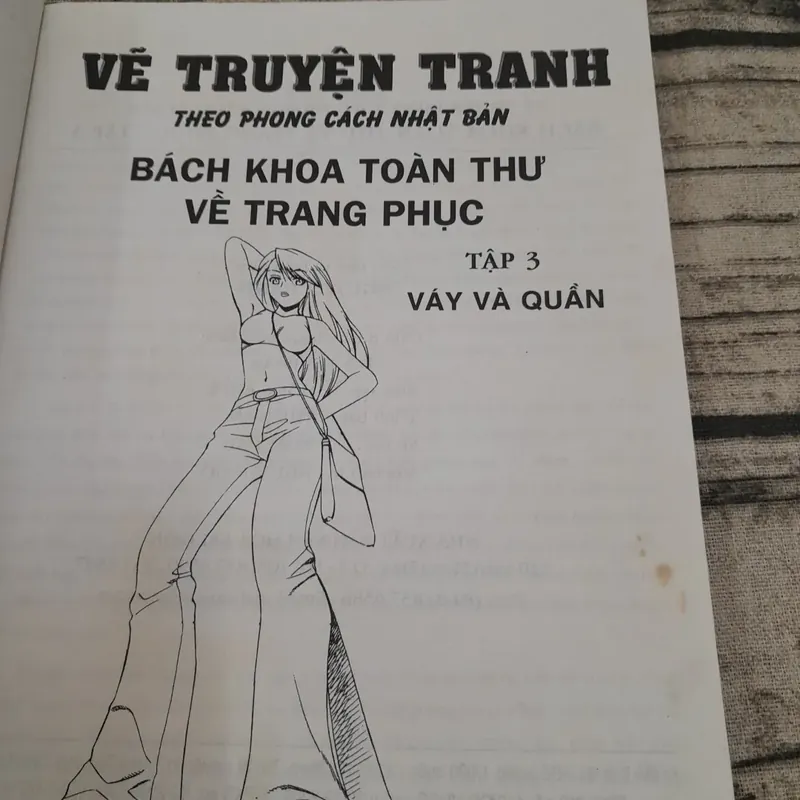 VẼ TRUYỆN TRANH
THEO PHONG CÁCH NHẬT BẢN
BÁCH KHOA TOÀN THƯ
VỀ TRANG PHỤC
TẬP 3
VÁY VÀ QUẦN